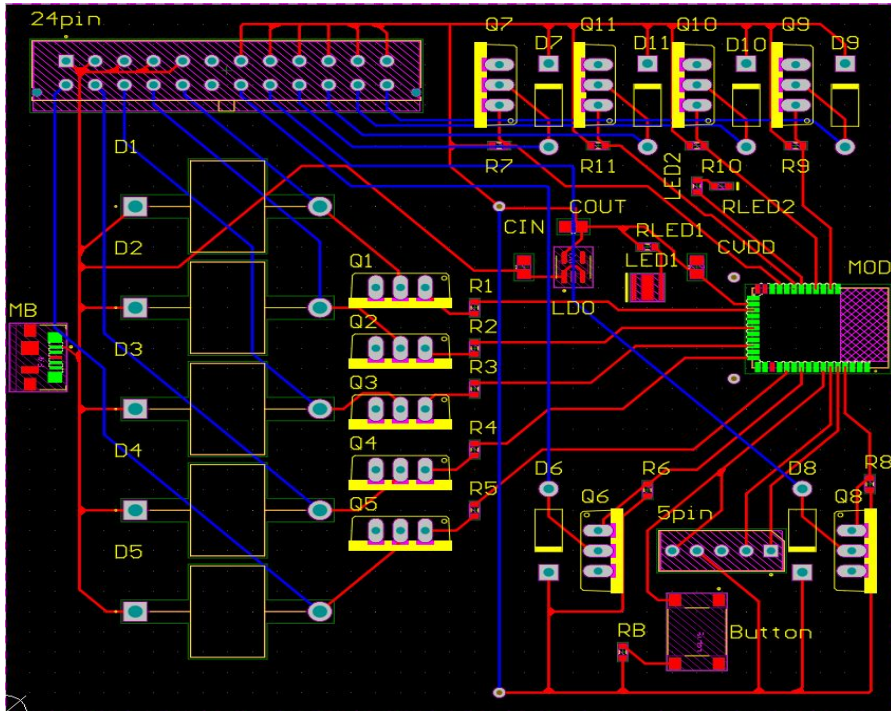 24pin
Q7
D7
Q11
D11
Q10
D10
Q9
D9
R7
R11
R10
R9
LED2
RLED2
D1
D2
CIN
COUT
RLED1
CVDD
LED1
LDO
MOD
MB
Q1
R1
Q2
R2
D3
Q3
R3
D4
Q4
R4
Q5
R5
D5
D6
Q6
R6
5pin
D8
Q8
R8
RB
Button